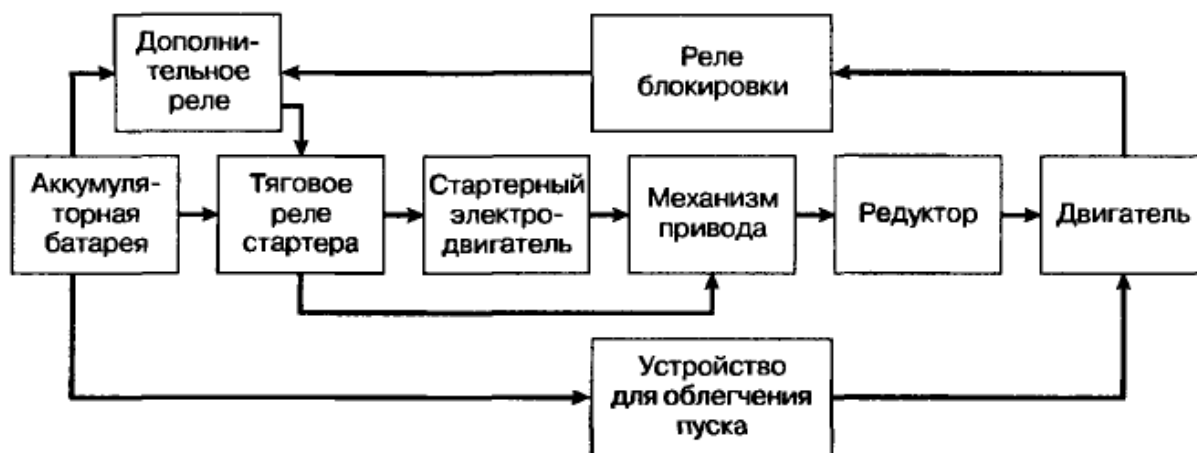 Дополни-
тельное
реле
Реле
блокировки
Аккумуля-
торная
батарея
Тяговое
реле
стартера
Стартерный
электро-
двигатель
Механизм
привода
Редуктор
Двигатель
Устройство
для облегчения
пуска